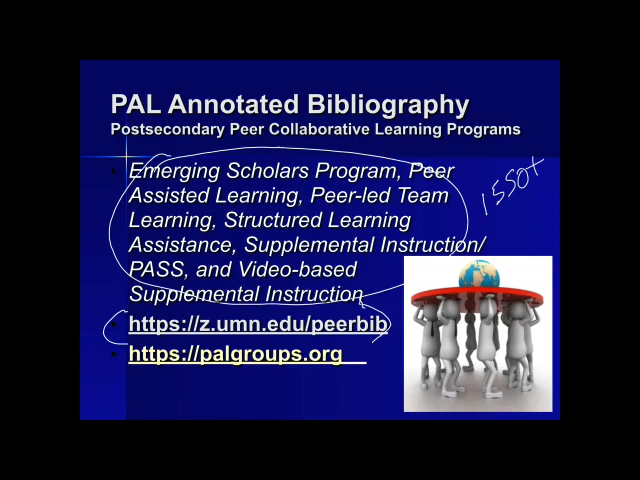 PAL Annotated Bibliography
Postsecondary Peer Collaborative Learning Programs
Emerging Scholars Program, Peer
Assisted Learning, Peer-led Team
Learning, Structured Learning
Assistance, Supplemental Instruction/
PASS, and Video-based
Supplemental Instruction
https://z.umn.edu/peerbib
https://palgroups.org
1550+